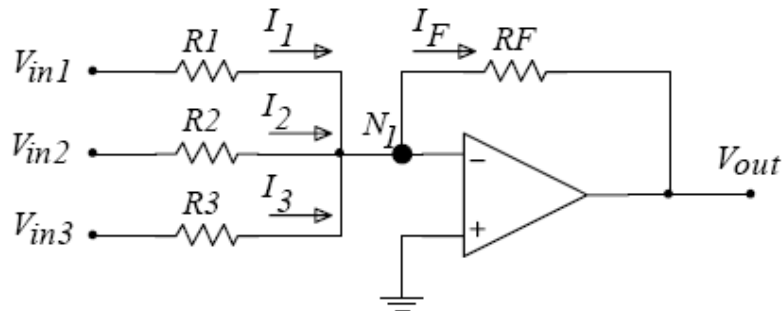 I1
IF
R1
RF
Vin1
I2
R2
N1
Vin2
Vout
−
I3
R3
+
Vin3